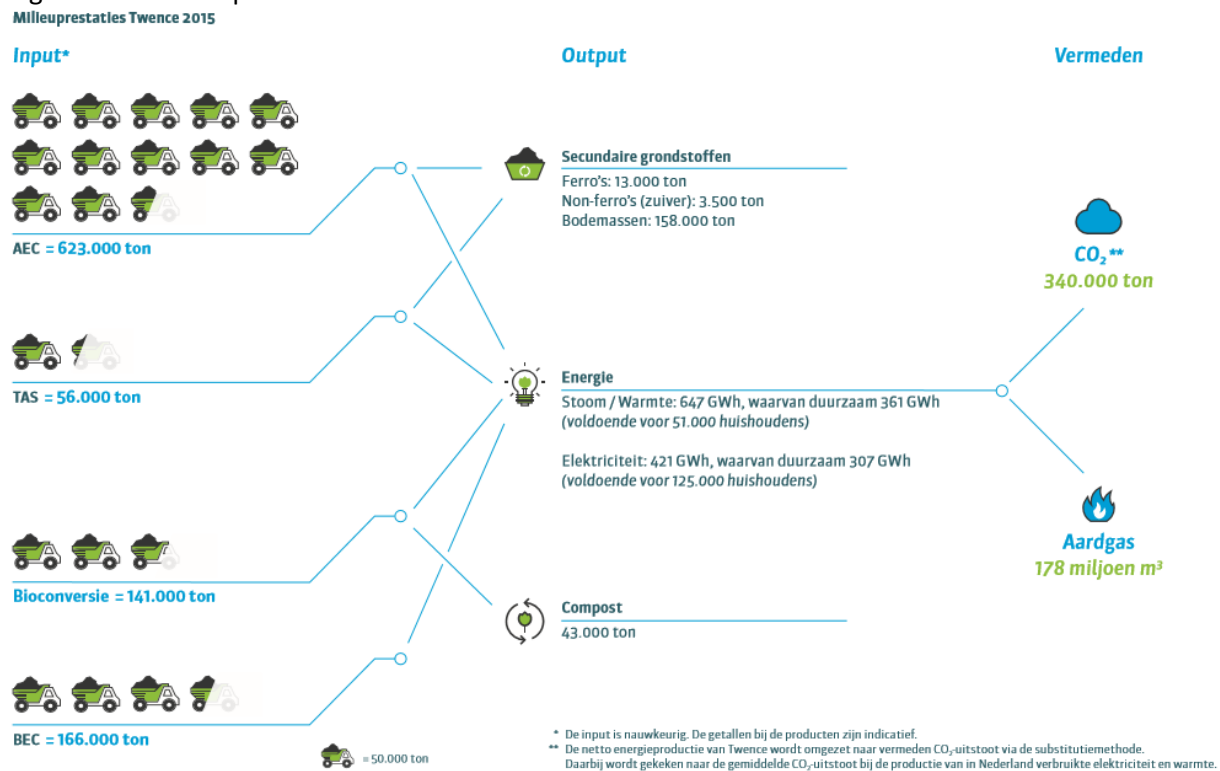 Milieuprestaties Twence 2015
Input*
Output
Vermeden
AEC = 623.000 ton
TAS = 56.000 ton
Bioconversie = 141.000 ton
BEC = 166.000 ton
= 50.000 ton
Secundaire grondstoffen
Ferro's: 13.000 ton
Non-ferro's (zuiver): 3.500 ton
Bodemassen: 158.000 ton
Energie
Stoom / Warmte: 647 GWh, waarvan duurzaam 361 GWh
(voldoende voor 51.000 huishoudens)
Elektriciteit: 421 GWh, waarvan duurzaam 307 GWh
(voldoende voor 125.000 huishoudens)
Compost
43.000 ton
CO₂**
340.000 ton
Aardgas
178 miljoen m³
* De input is nauwkeurig. De getallen bij de producten zijn indicatief.
** De netto energieproductie van Twence wordt omgezet naar vermeden CO₂-uitstoot via de substitutiemethode.
Daarbij wordt gekeken naar de gemiddelde CO₂-uitstoot bij de productie van in Nederland verbruikte elektriciteit en warmte.